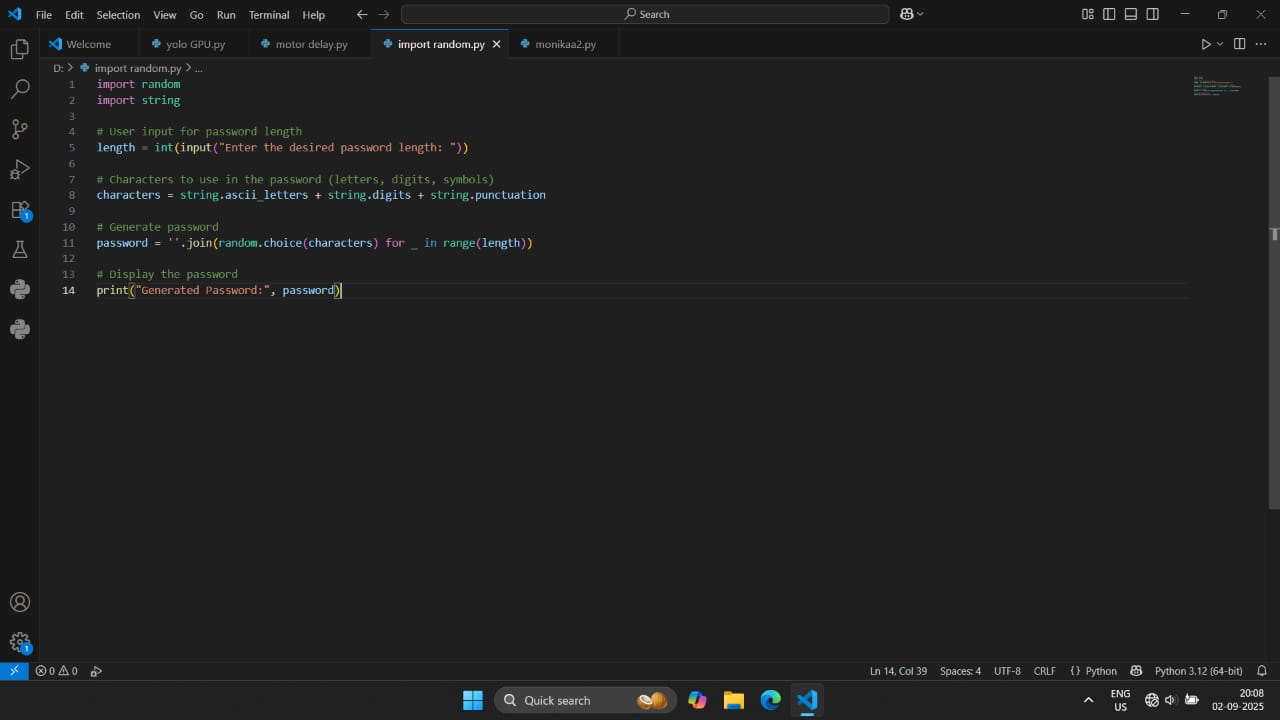 File Edit Selection View Go Run Terminal Help
Search
Welcome
yolo GPU.py
motor delay.py
import random.py
monikaa2.py
D: > import random.py > ...
1 import random
2 import string
3
4 # User input for password length
5 length = int(input("Enter the desired password length: "))
6
7 # Characters to use in the password (letters, digits, symbols)
8 characters = string.ascii_letters + string.digits + string.punctuation
9
10 # Generate password
11 password = ''.join(random.choice(characters) for _ in range(length))
12
13 # Display the password
14 print("Generated Password:", password)
1
1
0 0
Ln 14, Col 39 Spaces: 4 UTF-8 CRLF {} Python Python 3.12 (64-bit)
Quick search
ENG
US
20:08
02-09-2025